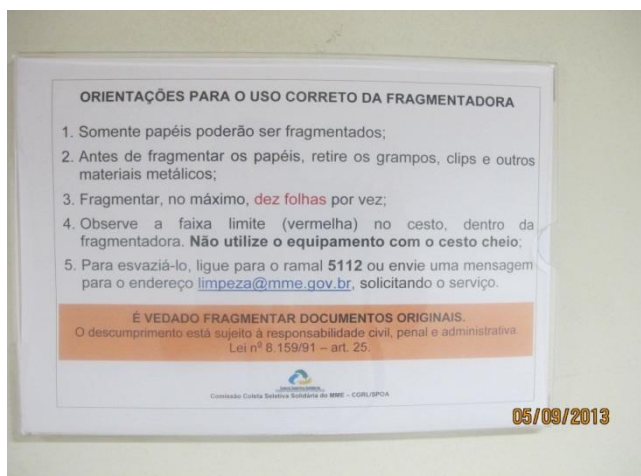 ORIENTAÇÕES PARA O USO CORRETO DA FRAGMENTADORA
1. Somente papéis poderão ser fragmentados;
2. Antes de fragmentar os papéis, retire os grampos, clips e outros
materiais metálicos;
3. Fragmentar, no máximo, dez folhas por vez;
4. Observe a faixa limite (vermelha) no cesto, dentro da
fragmentadora. Não utilize o equipamento com o cesto cheio;
5. Para esvaziá-lo, ligue para o ramal 5112 ou envie uma mensagem
para o endereço limpeza@mme.gov.br, solicitando o serviço.
É VEDADO FRAGMENTAR DOCUMENTOS ORIGINAIS.
O descumprimento está sujeito à responsabilidade civil, penal e administrativa.
Lei nº 8.159/91 – art. 25.
Comissão Coleta Seletiva Solidária do MME – CGRL/SPOA
05/09/2013